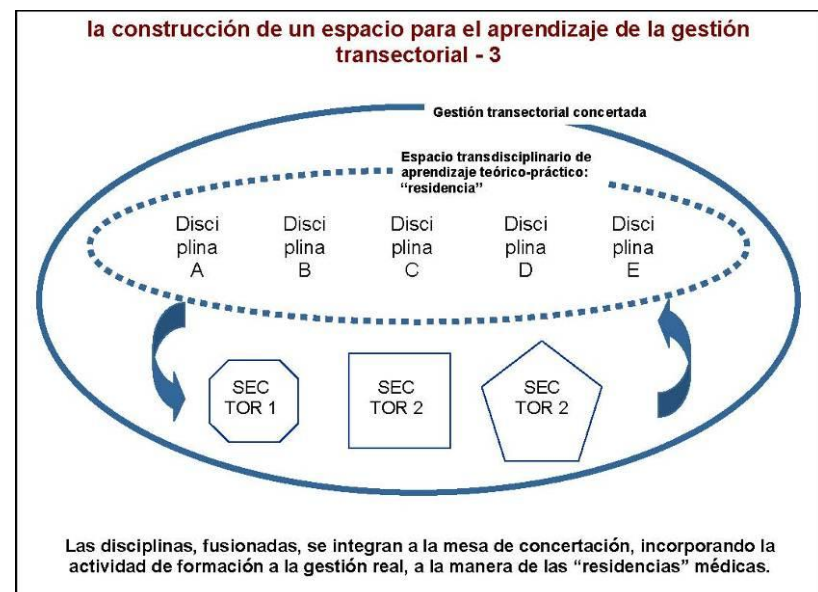 la construcción de un espacio para el aprendizaje de la gestión
transectorial - 3
Gestión transectorial concertada
Espacio transdisciplinario de
aprendizaje teórico-práctico:
“residencia”
Disci
plina
A
Disci
plina
B
Disci
plina
C
Disci
plina
D
Disci
plina
E
SEC
TOR 1
SEC
TOR 2
SEC
TOR 2
Las disciplinas, fusionadas, se integran a la mesa de concertación, incorporando la
actividad de formación a la gestión real, a la manera de las “residencias” médicas.